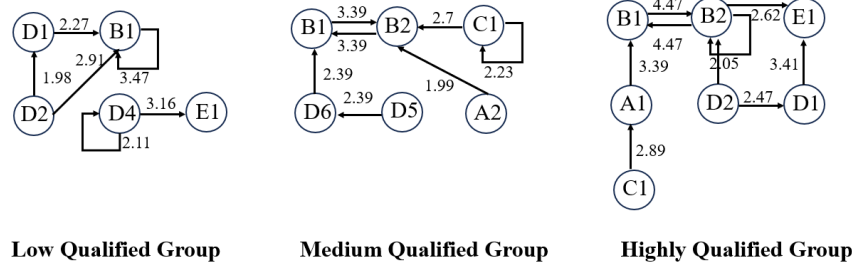 D1 2.27 B1
2.91
1.98 3.47
D2 D4 3.16 E1
2.11
Low Qualified Group
3.39
B1 B2 2.7 C1
3.39
2.23
2.39 1.99
2.39
D6 D5 A2
Medium Qualified Group
4.47
B1 B2 2.62 E1
4.47
2.05
3.39 3.41
A1 D2 2.47 D1
2.89
C1
Highly Qualified Group